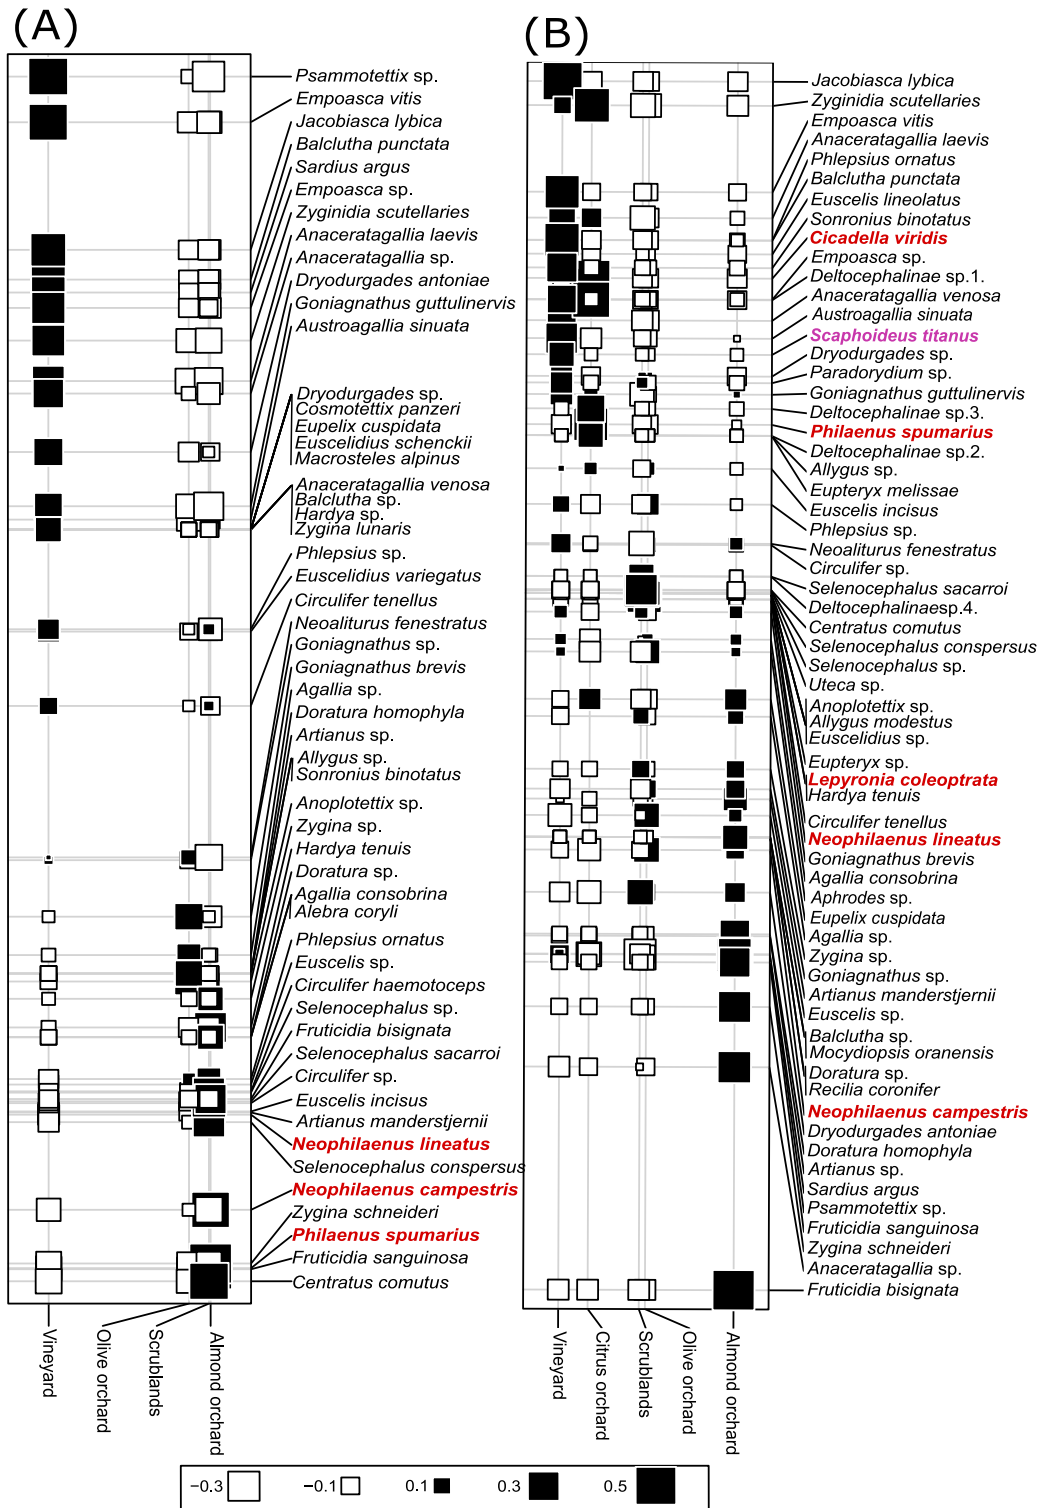 (A)
Psammotettix sp.
Empoasca vitis
Jacobiasca lybica
Balclutha punctata
Sardius argus
Empoasca sp.
Zyginidia scutellaries
Anaceratagallia laevis
Anaceratagallia sp.
Dryodurgades antoniae
Goniagnathus guttulinervis
Austroagallia sinuata
Dryodurgades sp.
Cosmotettix panzeri
Eupelix cuspidata
Euscelidius schenckii
Macrosteles alpinus
Anaceratagallia venosa
Balclutha sp.
Hardya sp.
Zygina lunaris
Phlepsius sp.
Euscelidius variegatus
Circulifer tenellus
Neoaliturus fenestratus
Goniagnathus sp.
Goniagnathus brevis
Agallia sp.
Doratura homophyla
Artianus sp.
Allygus sp.
Sonronius binotatus
Anoplotettix sp.
Zygina sp.
Hardya tenuis
Doratura sp.
Agallia consobrina
Alebra coryli
Phlepsius ornatus
Euscelis sp.
Circulifer haemotoceps
Selenocephalus sp.
Fruticidia bisignata
Selenocephalus sacarroi
Circulifer sp.
Euscelis incisus
Artianus manderstjernii
Neophilaenus lineatus
Selenocephalus conspersus
Neophilaenus campestris
Zygina schneideri
Philaenus spumarius
Fruticidia sanguinosa
Centratus comutus
Vineyard
Olive orchard
Scrublands
Almond orchard
(B)
Jacobiasca lybica
Zyginidia scutellaries
Empoasca vitis
Anaceratagallia laevis
Phlepsius ornatus
Balclutha punctata
Euscelis lineolatus
Sonronius binotatus
Cicadella viridis
Empoasca sp.
Deltocephalinae sp.1.
Anaceratagallia venosa
Austroagallia sinuata
Scaphoideus titanus
Dryodurgades sp.
Paradorydium sp.
Goniagnathus guttulinervis
Deltocephalinae sp.3.
Philaenus spumarius
Deltocephalinae sp.2.
Allygus sp.
Eupteryx melissae
Euscelis incisus
Phlepsius sp.
Neoaliturus fenestratus
Circulifer sp.
Selenocephalus sacarroi
Deltocephalinaesp.4.
Centratus comutus
Selenocephalus conspersus
Selenocephalus sp.
Uteca sp.
Anoplotettix sp.
Allygus modestus
Euscelidius sp.
Eupteryx sp.
Lepyronia coleoptrata
Hardya tenuis
Circulifer tenellus
Neophilaenus lineatus
Goniagnathus brevis
Agallia consobrina
Aphrodes sp.
Eupelix cuspidata
Agallia sp.
Zygina sp.
Goniagnathus sp.
Artianus manderstjernii
Euscelis sp.
Balclutha sp.
Mocydiopsis oranensis
Doratura sp.
Recilia coronifer
Neophilaenus campestris
Dryodurgades antoniae
Doratura homophyla
Artianus sp.
Sardius argus
Psammotettix sp.
Fruticidia sanguinosa
Zygina schneideri
Anaceratagallia sp.
Fruticidia bisignata
Vineyard
Citrus orchard
Scrublands
Olive orchard
Almond orchard
−0.3 −0.1 0.1 0.3 0.5